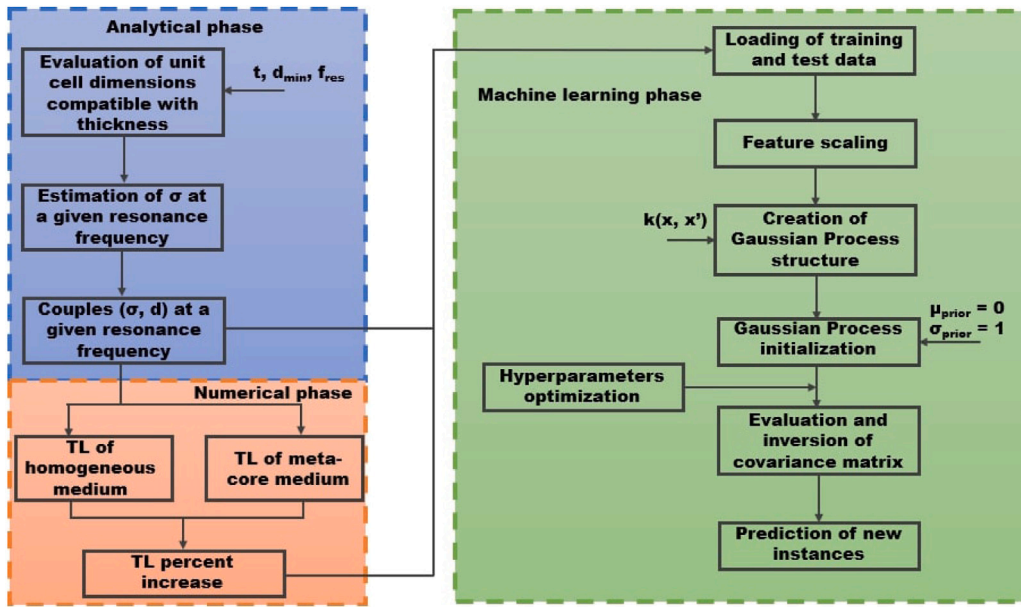 Analytical phase
Evaluation of unit
cell dimensions
compatible with
thickness
t, dmin, fres
Estimation of σ at
a given resonance
frequency
Couples (σ, d) at a
given resonance
frequency
Numerical phase
TL of
homogeneous
medium
TL of meta-
core medium
TL percent
increase
Loading of training
and test data
Machine learning phase
Feature scaling
k(x, x’)
Creation of
Gaussian Process
structure
μprior = 0
σprior = 1
Gaussian Process
initialization
Hyperparameters
optimization
Evaluation and
inversion of
covariance matrix
Prediction of new
instances